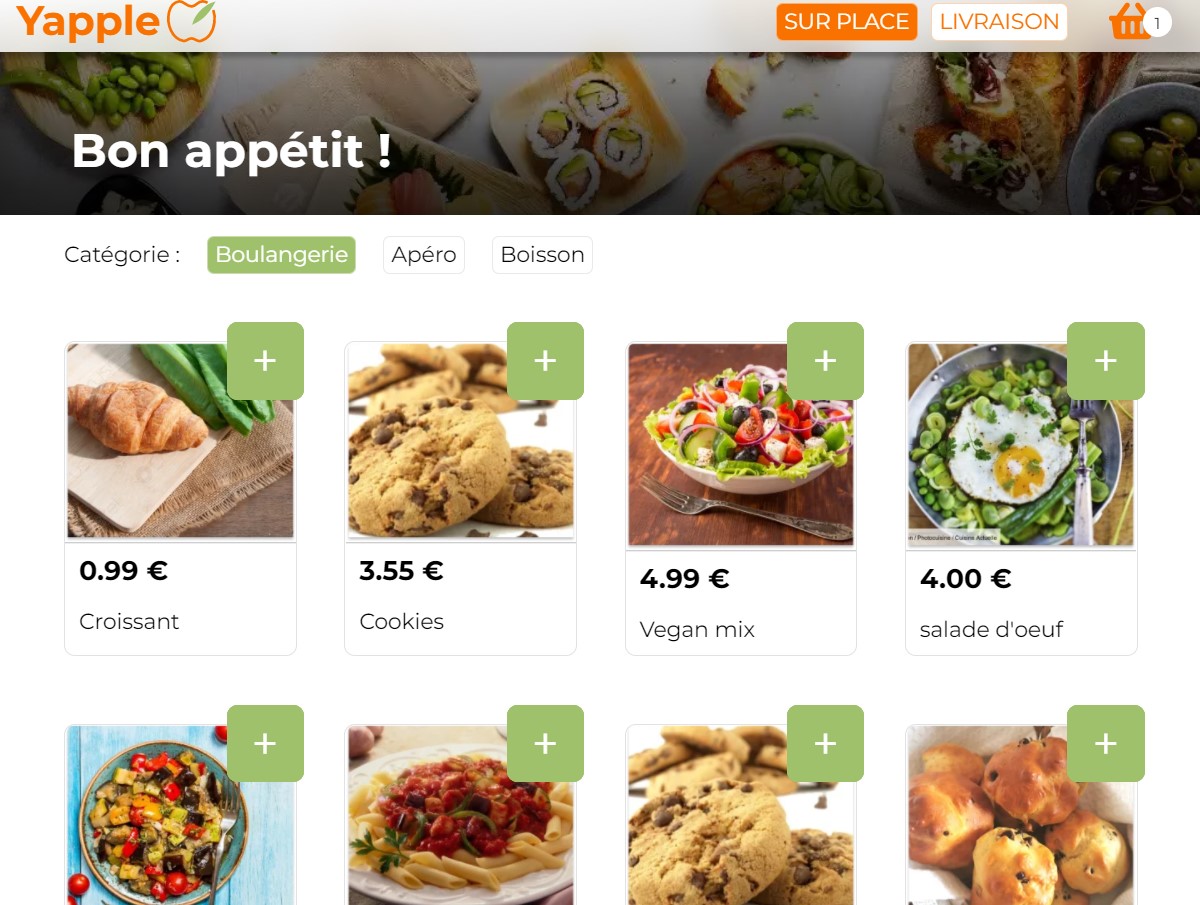 Yapple
SUR PLACE
LIVRAISON
1
Bon appétit !
Catégorie :
Boulangerie
Apéro
Boisson
+
+
+
+
0.99 €
Croissant
3.55 €
Cookies
4.99 €
Vegan mix
n / Photocuisine / Cuisine Actuelle
4.00 €
salade d'oeuf
+
+
+
+